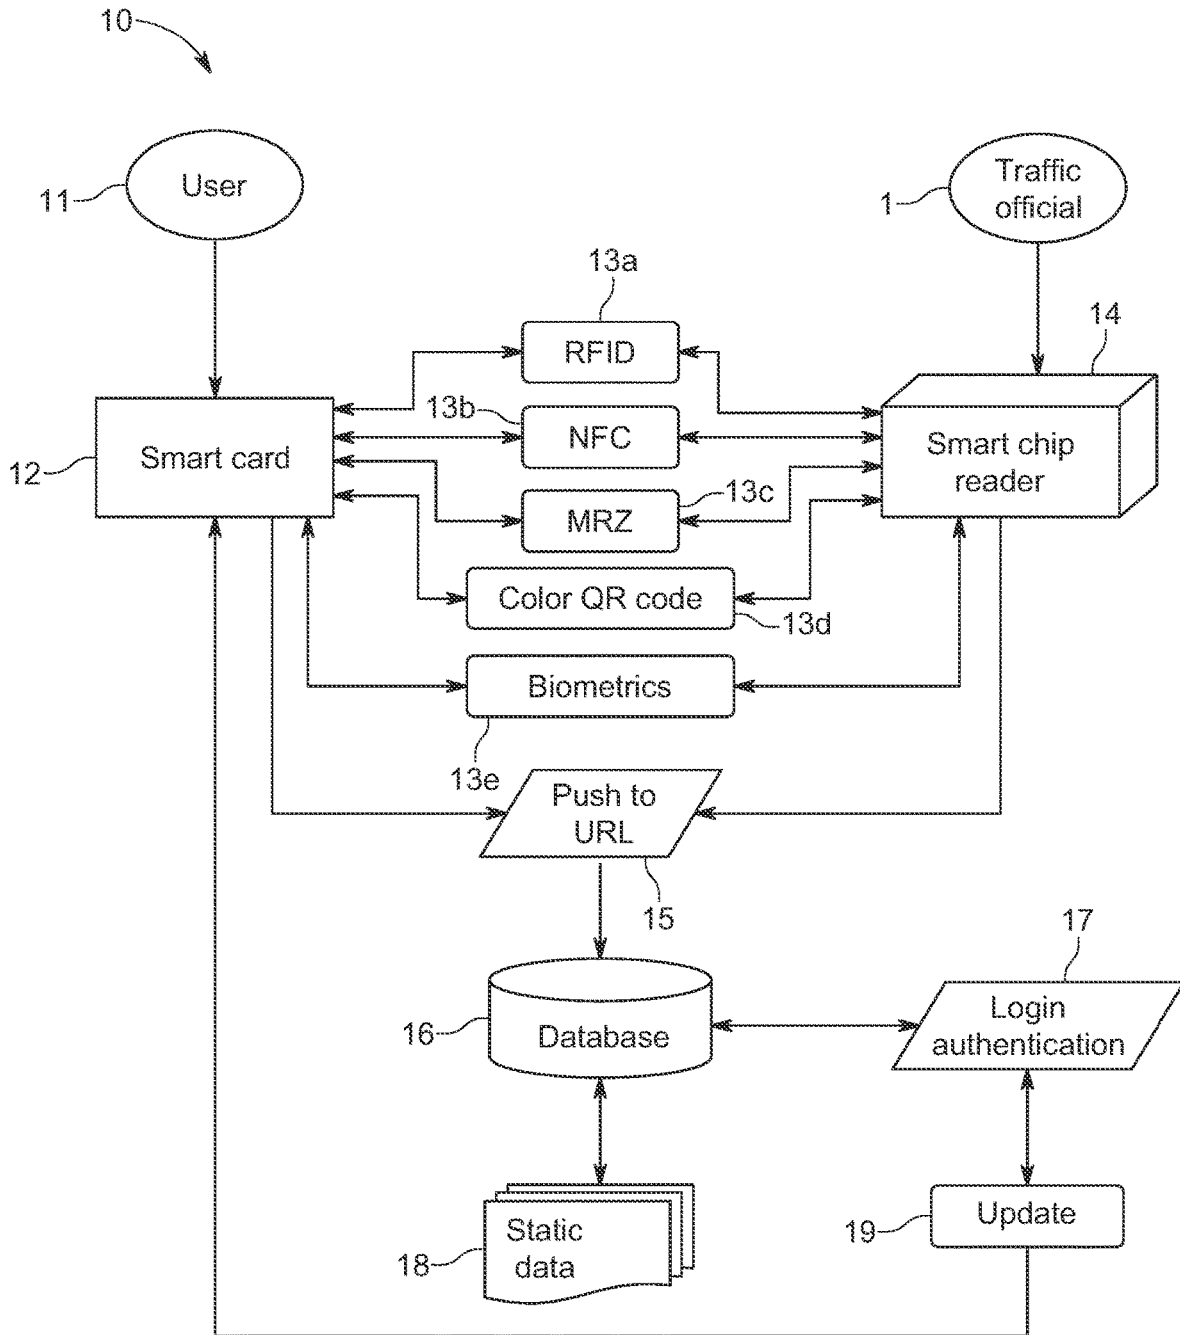 10
User
11
Traffic
official
1
13a
RFID
14
13b
NFC
Smart card
12
Smart chip
reader
13c
MRZ
Color QR code
13d
Biometrics
13e
Push to
URL
15
17
Login
authentication
16
Database
Static
data
18
Update
19